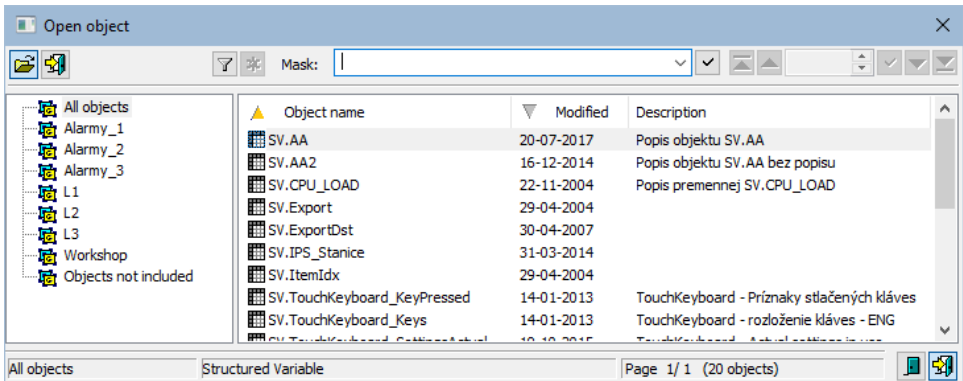 Open object
Mask:
All objects
Alarmy_1
Alarmy_2
Alarmy_3
L1
L2
L3
Workshop
Objects not included
Object name Modified Description
SV.AA 20-07-2017 Popis objektu SV.AA
SV.AA2 16-12-2014 Popis objektu SV.AA bez popisu
SV.CPU_LOAD 22-11-2004 Popis premennej SV.CPU_LOAD
SV.Export 29-04-2004
SV.ExportDst 30-04-2007
SV.IPS_Stanice 31-03-2014
SV.ItemIdx 29-04-2004
SV.TouchKeyboard_KeyPressed 14-01-2013 TouchKeyboard - Príznaky stlačených kláves
SV.TouchKeyboard_Keys 14-01-2013 TouchKeyboard - rozloženie kláves - ENG
All objects Structured Variable Page 1/ 1 (20 objects)